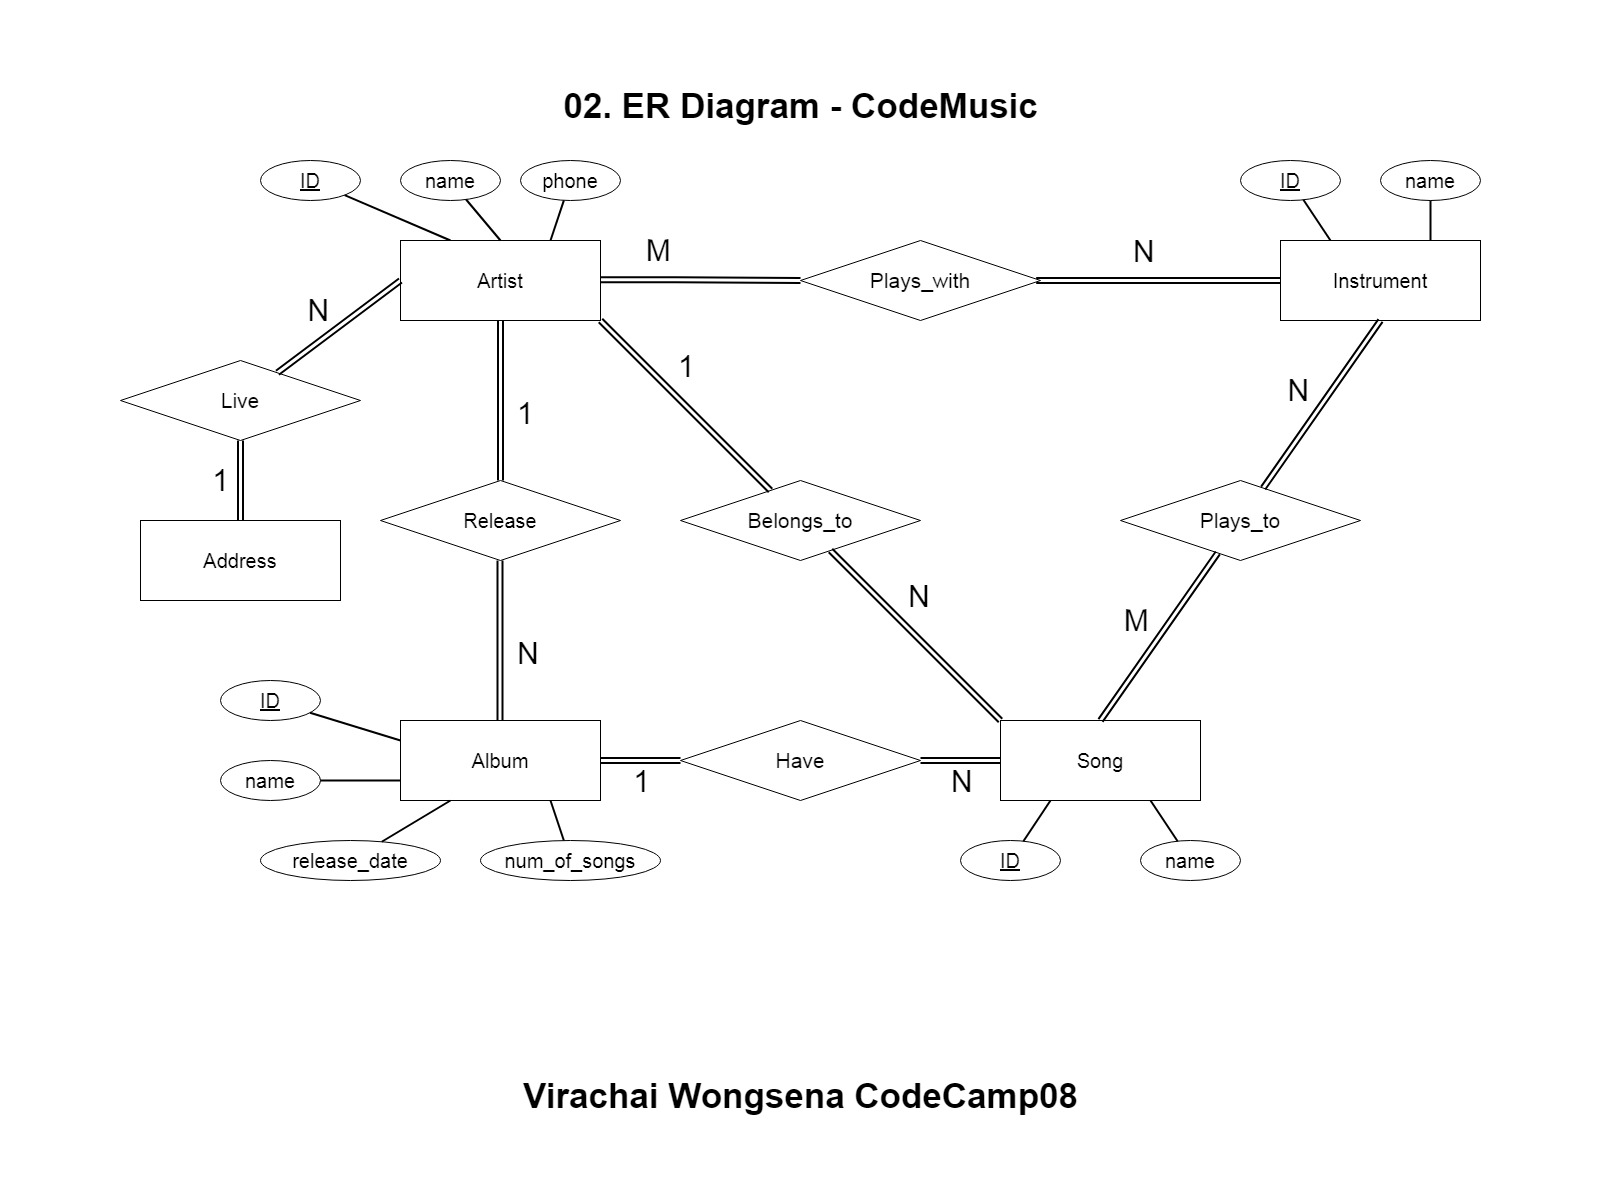 02. ER Diagram - CodeMusic
ID
name
phone
ID
name
Artist
M
Plays_with
N
Instrument
N
1
N
Live
1
1
Release
Belongs_to
Plays_to
Address
N
M
N
ID
name
Album
1
Have
N
Song
release_date
num_of_songs
ID
name
Virachai Wongsena CodeCamp08